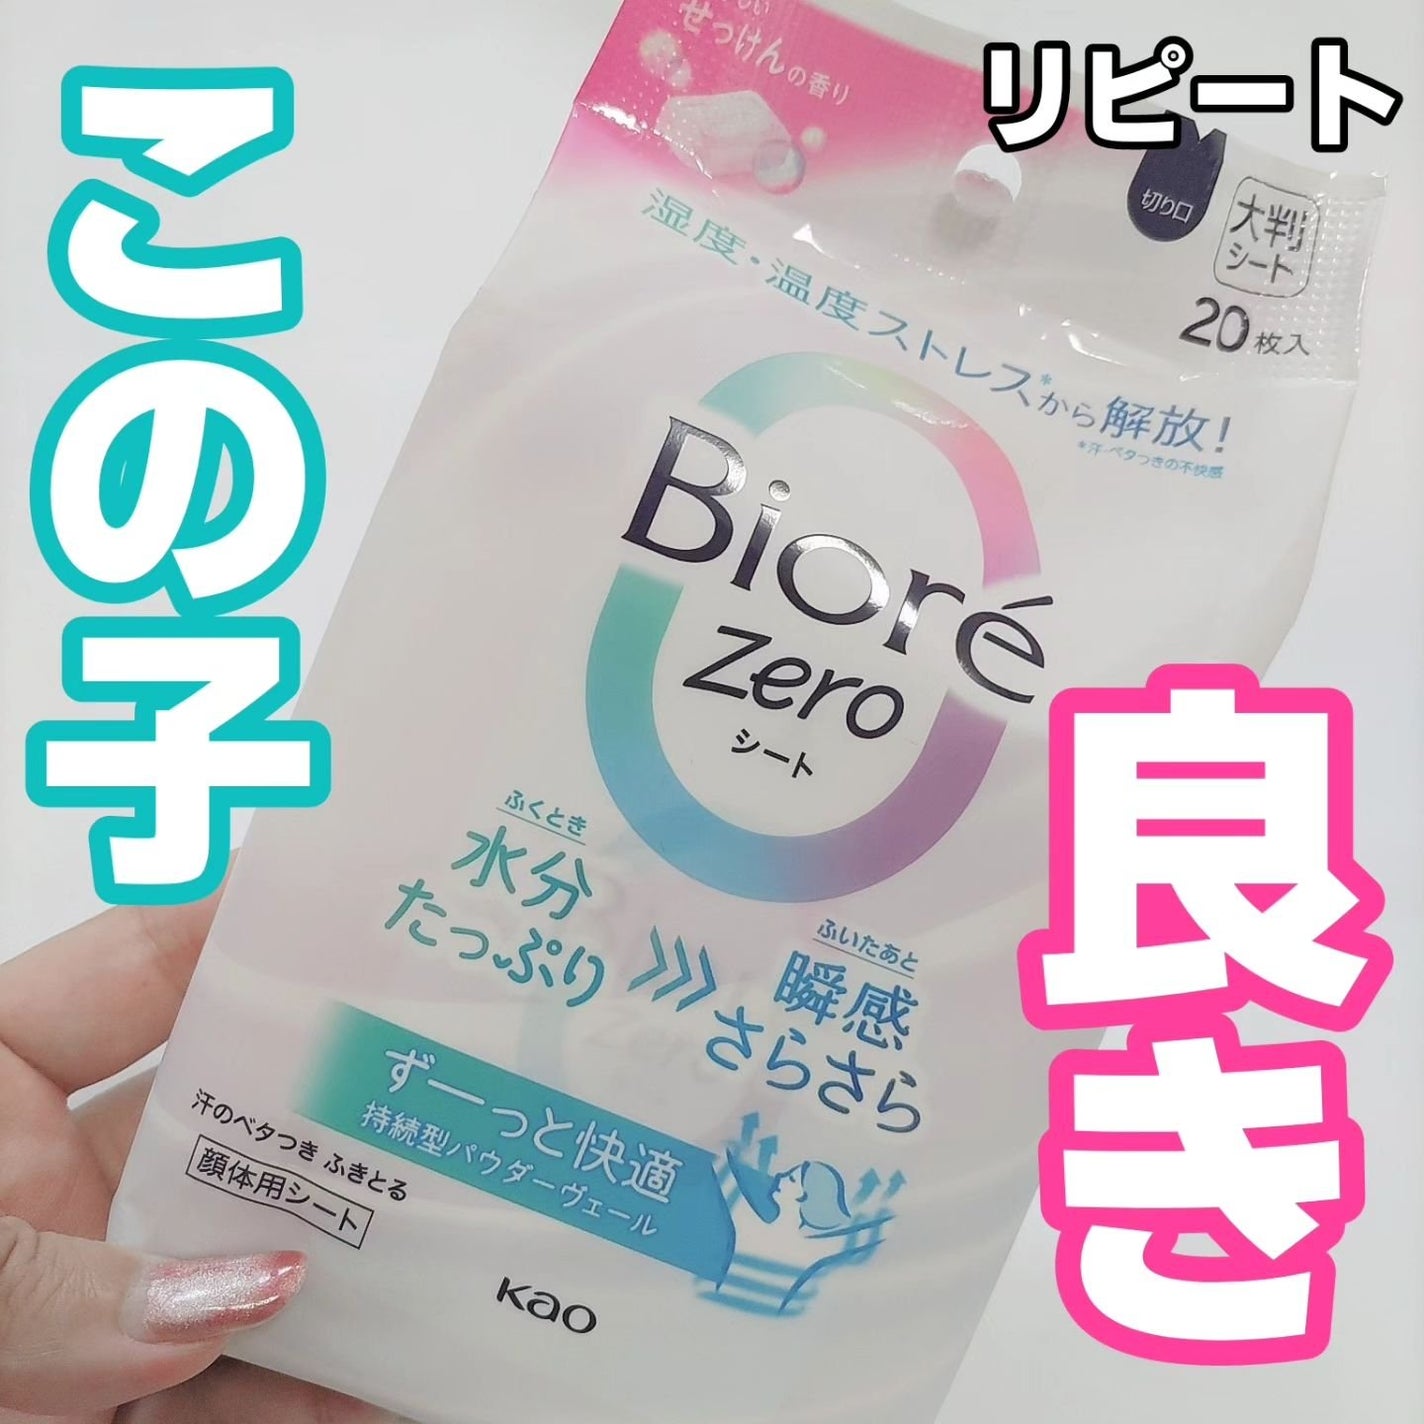 この子
リピート
良き
しい
せっけんの香り
切り口
大判
シート
20枚入
湿度・温度ストレス*から解放!
*汗・ベタつきの不快感
Bioré
zero
シート
ふくとき
水分
たっぷり
ふいたあと
瞬感
さらさら
ずーっと快適
持続型パウダーヴェール
汗のベタつき ふきとる
顔体用シート
Kao